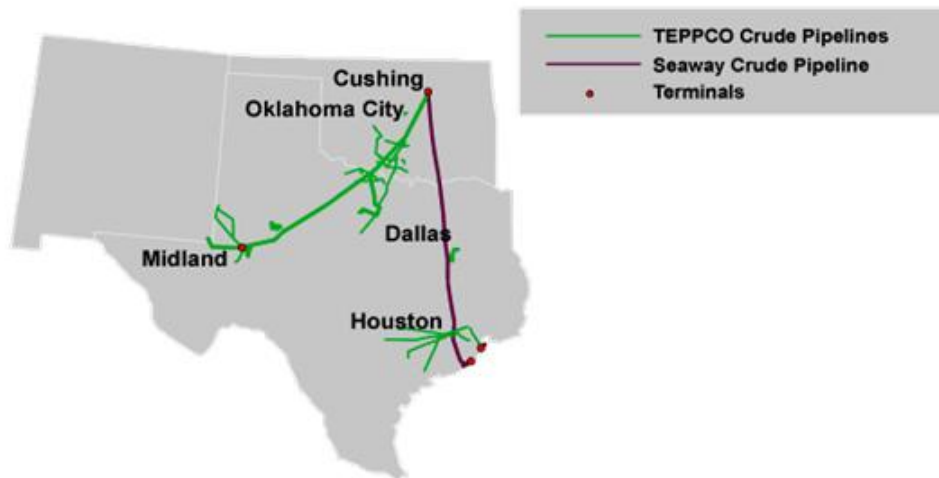 TEPPCO Crude Pipelines
Seaway Crude Pipeline
Terminals
Cushing
Oklahoma City
Dallas
Midland
Houston